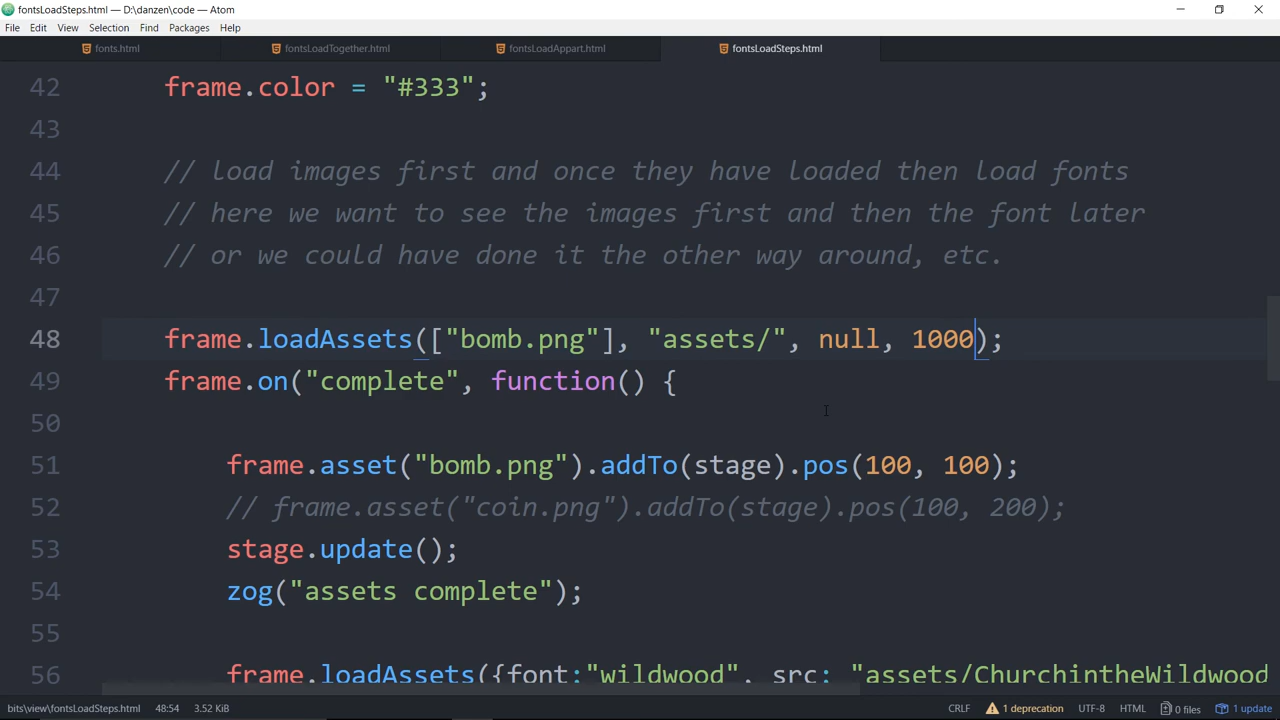 fontsLoadSteps.html — D:\danzen\code — Atom
File Edit View Selection Find Packages Help
fonts.html fontsLoadTogether.html fontsLoadAppart.html fontsLoadSteps.html
42 frame.color = "#333";
43
44 // load images first and once they have loaded then load fonts
45 // here we want to see the images first and then the font later
46 // or we could have done it the other way around, etc.
47
48 frame.loadAssets(["bomb.png"], "assets/", null, 1000);
49 frame.on("complete", function() {
50
51 frame.asset("bomb.png").addTo(stage).pos(100, 100);
52 // frame.asset("coin.png").addTo(stage).pos(100, 200);
53 stage.update();
54 zog("assets complete");
55
56 frame.loadAssets({font:"wildwood", src: "assets/ChurchintheWildwood
bits\view\fontsLoadSteps.html 48:54 3.52 KiB CRLF 1 deprecation UTF-8 HTML 0 files 1 update